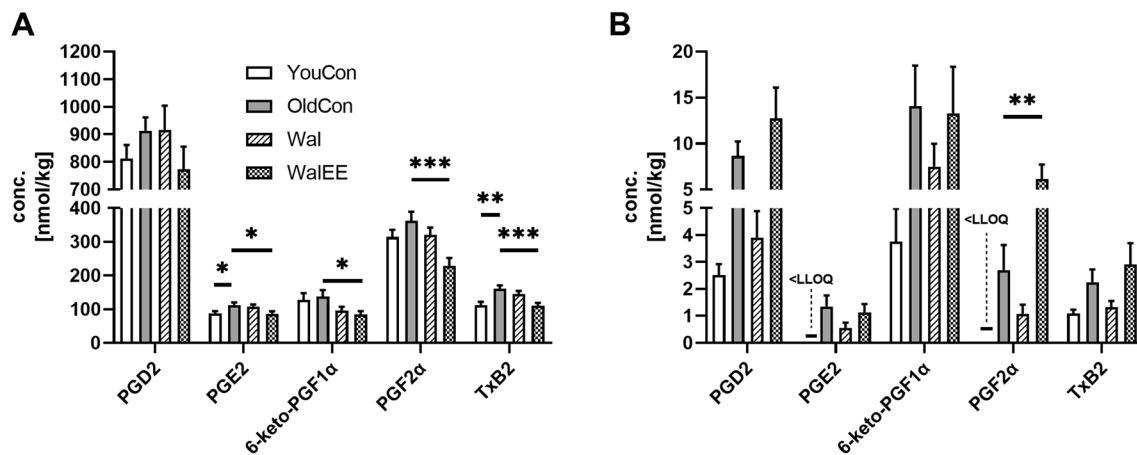 A
1200
1100
1000
900
800
700
400
300
200
100
0
conc.
[nmol/kg]
YouCon
OldCon
Wal
WalEE
*
*
*
***
**
***
PGD2
PGE2
6-keto-PGF1α
PGF2α
TxB2
B
20
15
10
5
5
4
3
2
1
0
conc.
[nmol/kg]
<LLOQ
<LLOQ
**
PGD2
PGE2
6-keto-PGF1α
PGF2α
TxB2